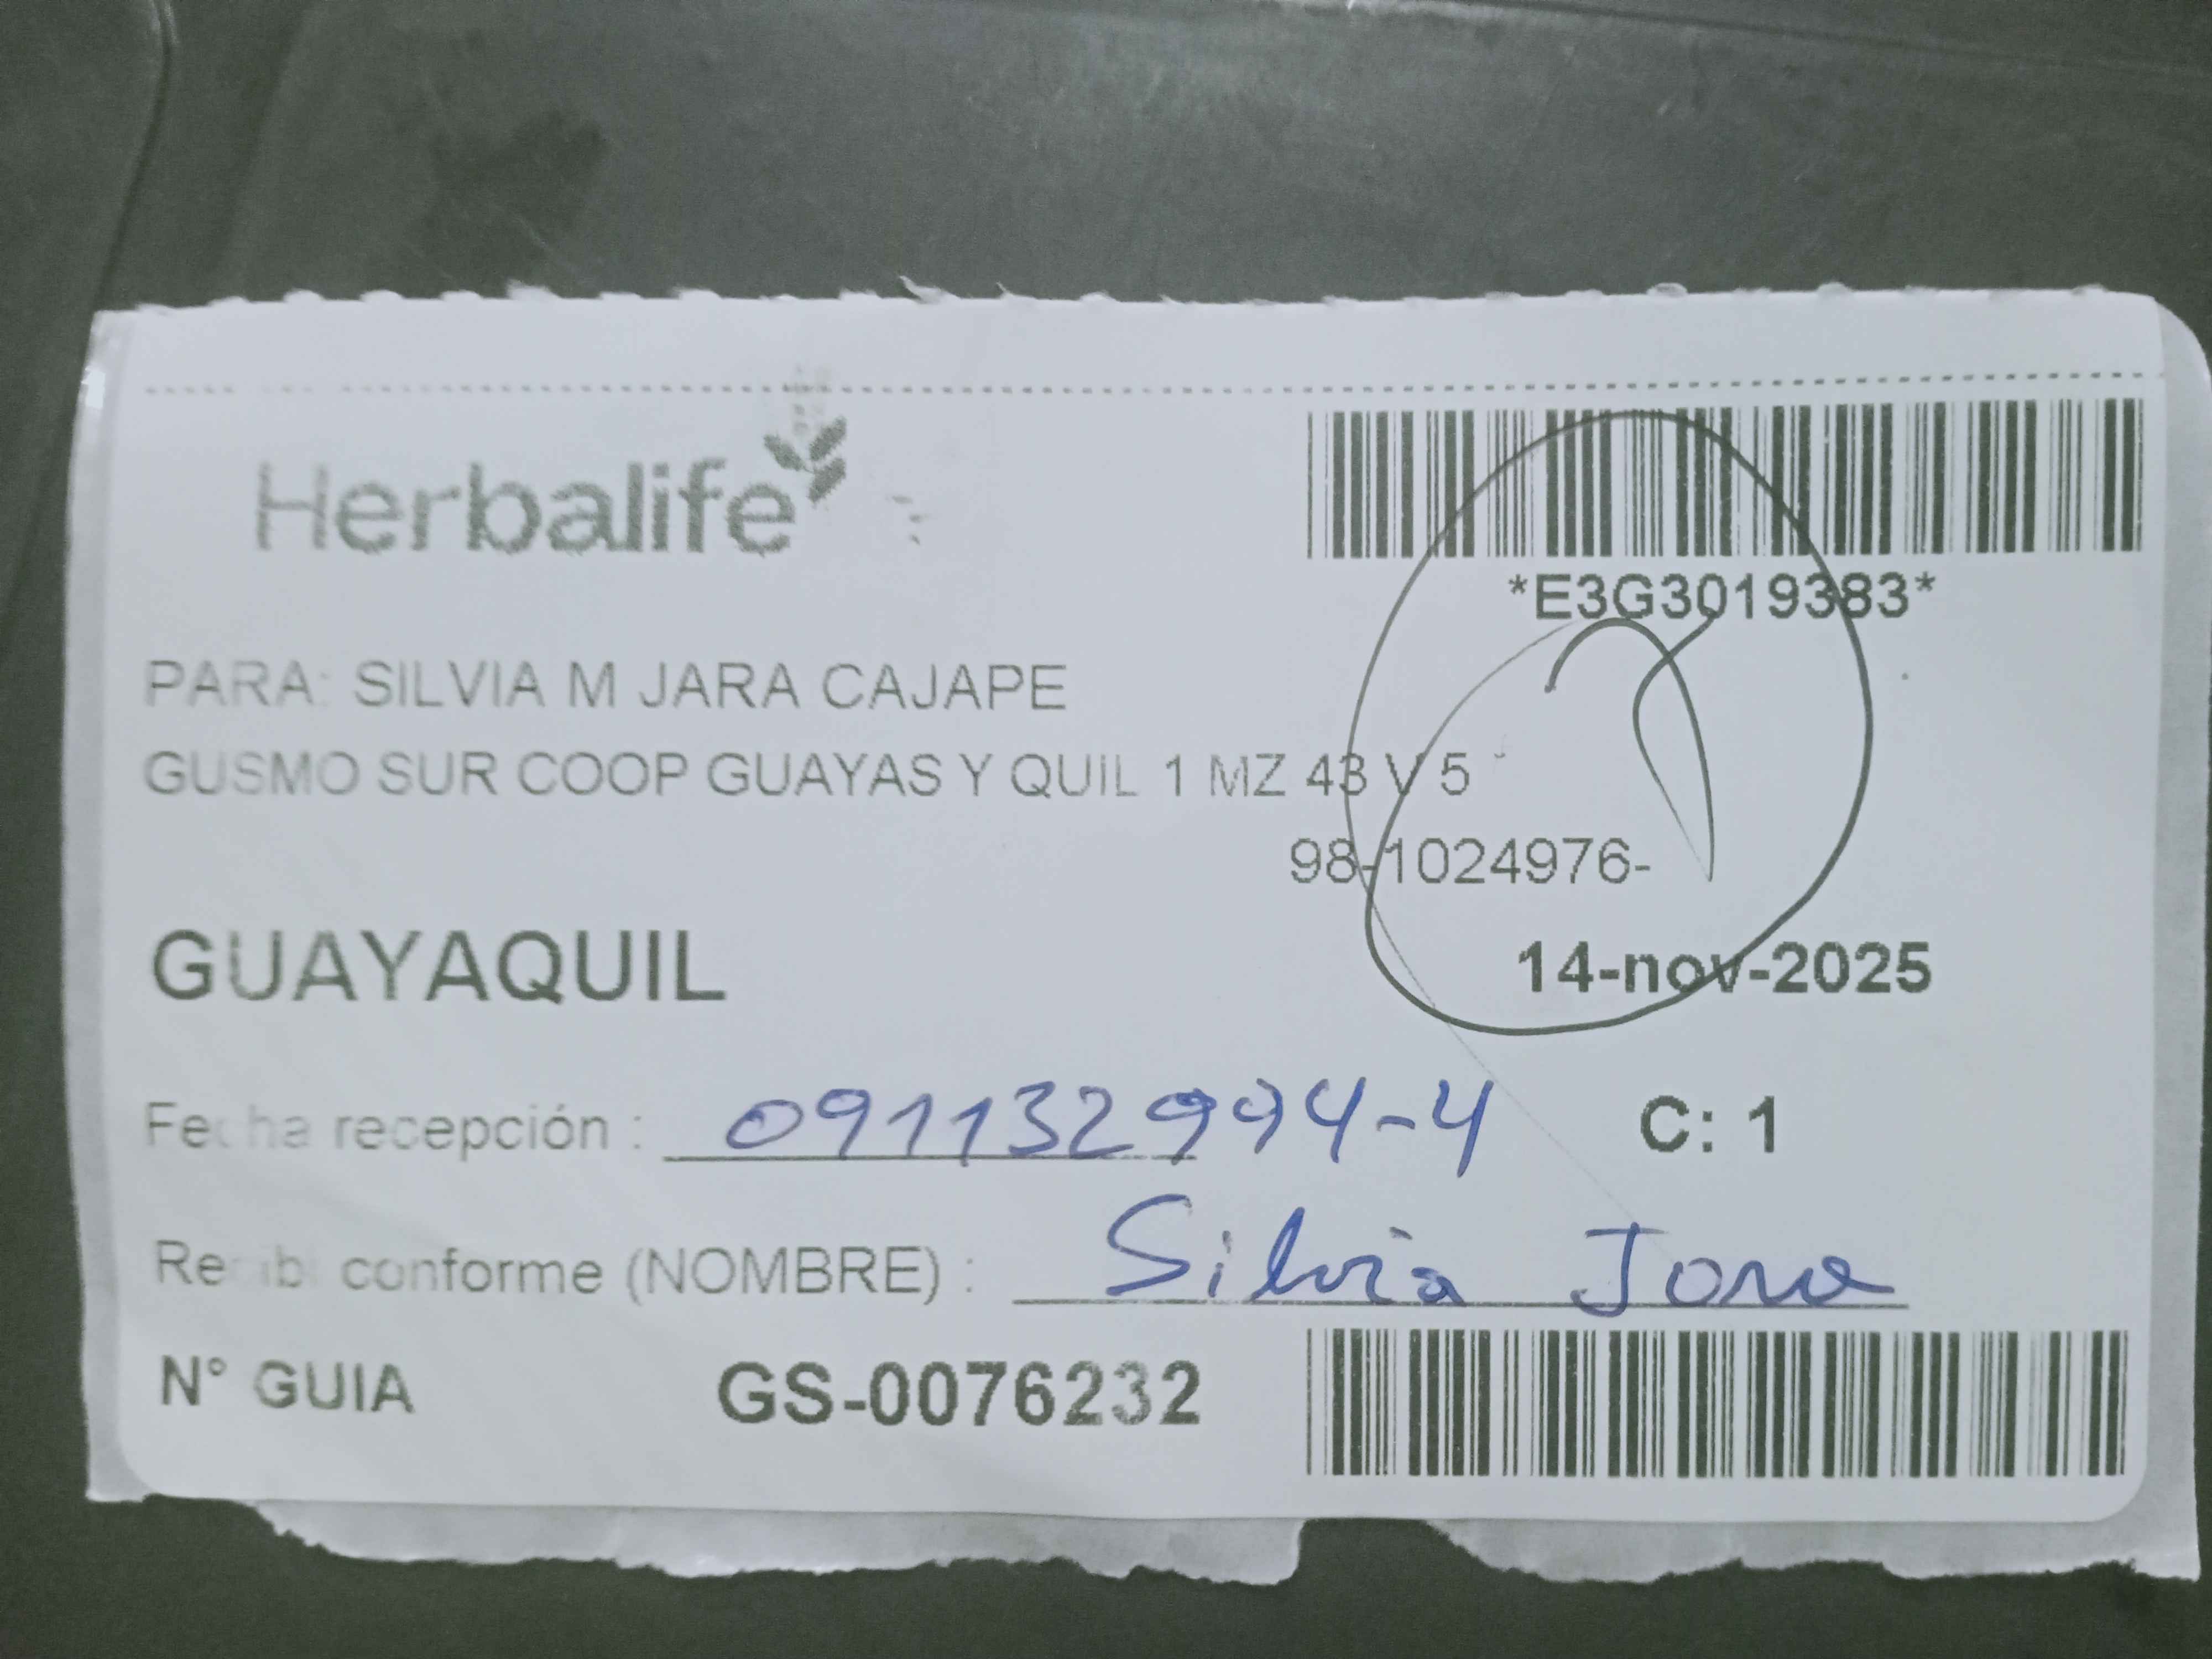 Herbalife
*E3G3019383*
PARA: SILVIA M JARA CAJAPE
GUSMO SUR COOP GUAYAS Y QUIL 1 MZ 43 V 5
98-1024976-
GUAYAQUIL
14-nov-2025
Fecha recepción : 091132994-4 C: 1
Recibi conforme (NOMBRE) : Silvia Jara
N° GUIA GS-0076232